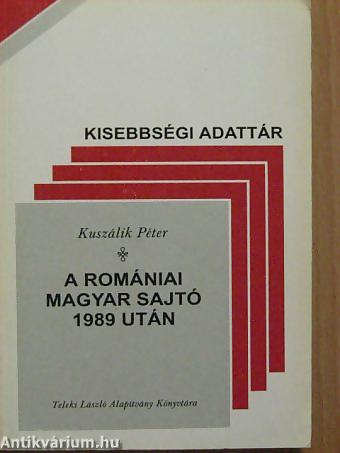 KISEBBSÉGI ADATTÁR
Kuszálik Péter
A ROMÁNIAI
MAGYAR SAJTÓ
1989 UTÁN
Teleki László Alapítvány Könyvtára
Antikvárium.hu